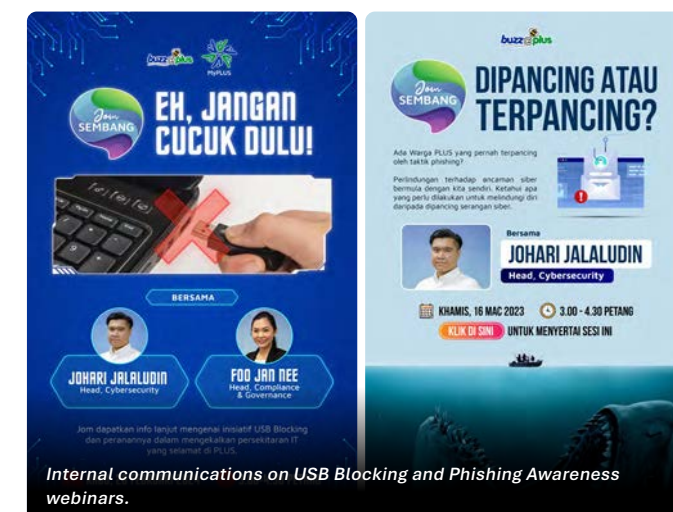 buzz@plus
MyPLUS
Jom
SEMBANG
EH, JANGAN
CUCUK DULU!
BERSAMA
JOHARI JALALUDIN
Head, Cybersecurity
FOO JAN NEE
Head, Compliance
& Governance
Jom dapatkan info lanjut mengenai inisiatif USB Blocking
dan peranannya dalam mengekalkan persekitaran IT
yang selamat di PLUS.
buzz@plus
Jom
SEMBANG
DIPANCING ATAU
TERPANCING?
Ada Warga PLUS yang pernah terpancing
oleh taktik phishing?
Perlindungan terhadap ancaman siber
bermula dengan kita sendiri. Ketahui apa
yang perlu dilakukan untuk melindungi diri
daripada dipancing serangan siber.
Bersama
JOHARI JALALUDIN
Head, Cybersecurity
KHAMIS, 16 MAC 2023 3.00 - 4.30 PETANG
KLIK DI SINI UNTUK MENYERTAI SESI INI
Internal communications on USB Blocking and Phishing Awareness
webinars.